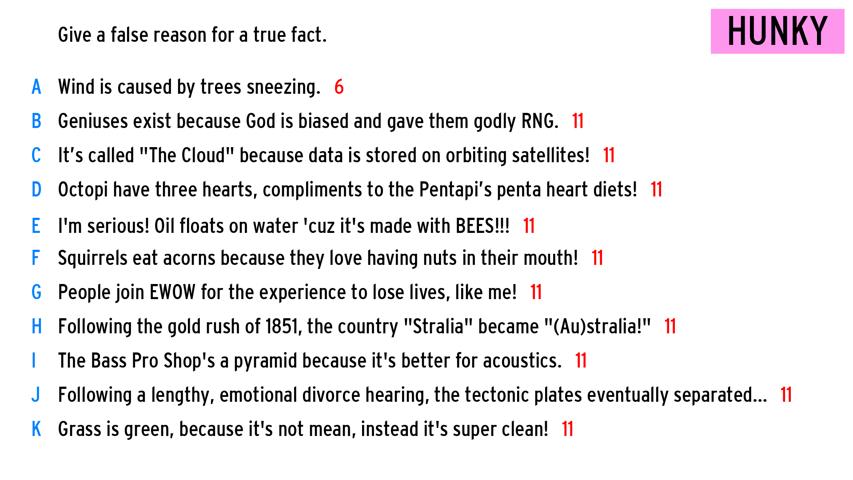 HUNKY
Give a false reason for a true fact.
A Wind is caused by trees sneezing. 6
B Geniuses exist because God is biased and gave them godly RNG. 11
C It’s called "The Cloud" because data is stored on orbiting satellites! 11
D Octopi have three hearts, compliments to the Pentapi’s penta heart diets! 11
E I'm serious! Oil floats on water 'cuz it's made with BEES!!! 11
F Squirrels eat acorns because they love having nuts in their mouth! 11
G People join EWOW for the experience to lose lives, like me! 11
H Following the gold rush of 1851, the country "Stralia" became "(Au)stralia!" 11
I The Bass Pro Shop's a pyramid because it's better for acoustics. 11
J Following a lengthy, emotional divorce hearing, the tectonic plates eventually separated... 11
K Grass is green, because it's not mean, instead it's super clean! 11